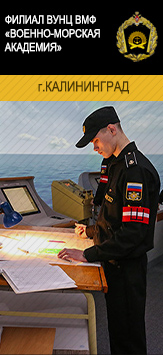 ФИЛИАЛ ВУНЦ ВМФ
«ВОЕННО-МОРСКАЯ
АКАДЕМИЯ»
г.КАЛИНИНГРАД